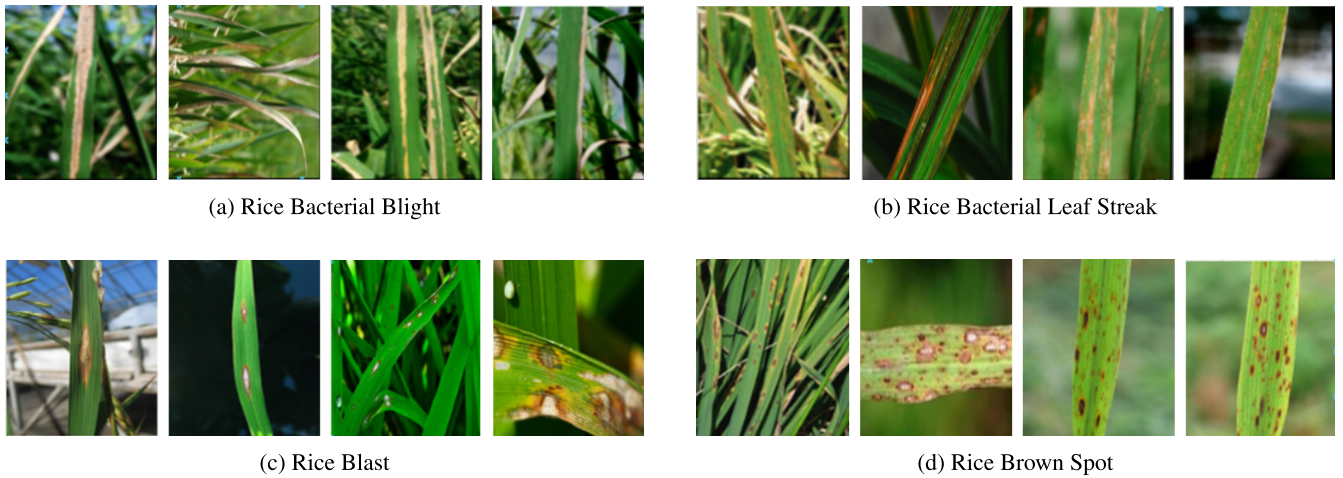 (a) Rice Bacterial Blight
(b) Rice Bacterial Leaf Streak
(c) Rice Blast
(d) Rice Brown Spot